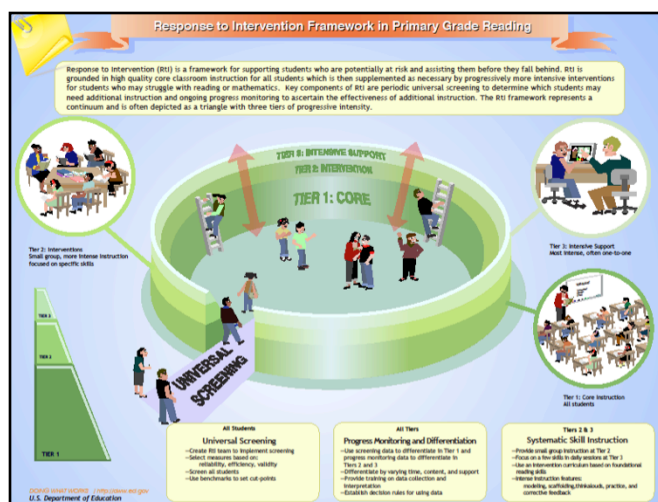 Response to Intervention Framework in Primary Grade Reading
Response to Intervention (RtI) is a framework for supporting students who are potentially at risk and assisting them before they fall behind. RtI is
grounded in high quality core classroom instruction for all students which is then supplemented as necessary by progressively more intensive interventions
for students who may struggle with reading or mathematics. Key components of RtI are periodic universal screening to determine which students may
need additional instruction and ongoing progress monitoring to ascertain the effectiveness of additional instruction. The RtI framework represents a
continuum and is often depicted as a triangle with three tiers of progressive intensity.
TIER 3: INTENSIVE SUPPORT
TIER 2: INTERVENTION
TIER 1: CORE
Tier 2: Interventions
Small group, more intense instruction
focused on specific skills
Tier 3: Intensive Support
Most intense, often one-to-one
TIER 3
TIER 2
TIER 1
UNIVERSAL
SCREENING
Tier 1: Core Instruction
All students
All Students
Universal Screening
—Create RtI team to implement screening
—Select measures based on:
reliability, efficiency, validity
—Screen all students
—Use benchmarks to set cut-points
All Tiers
Progress Monitoring and Differentiation
—Use screening data to differentiate in Tier 1 and
progress monitoring data to differentiate in
Tiers 2 and 3
—Differentiate by varying time, content, and support
—Provide training on data collection and
interpretation
—Establish decision rules for using data
Tiers 2 & 3
Systematic Skill Instruction
—Provide small group instruction at Tier 2
—Focus on a few skills in daily sessions at Tier 3
—Use an intervention curriculum based on foundational
reading skills
—Intense instruction features:
modeling, scaffolding, thinkalouds, practice, and
corrective feedback
DOING WHAT WORKS
U.S. Department of Education